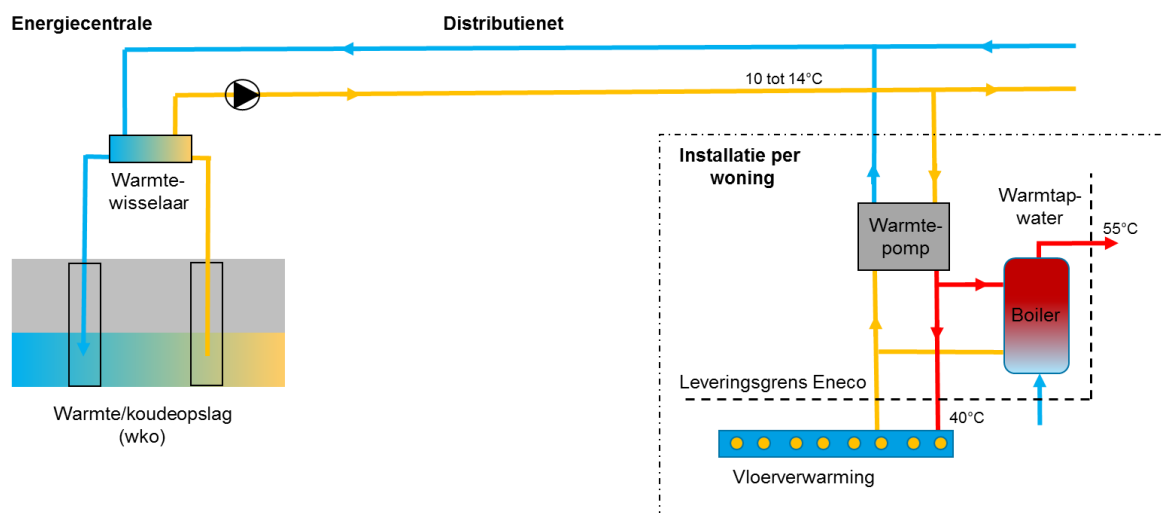 Energiecentrale
Distributienet
10 tot 14°C
Warmte-
wisselaar
Installatie per
woning
Warmtap-
water
55°C
Warmte-
pomp
Boiler
Leveringsgrens Eneco
Warmte/koudeopslag
(wko)
40°C
Vloerverwarming